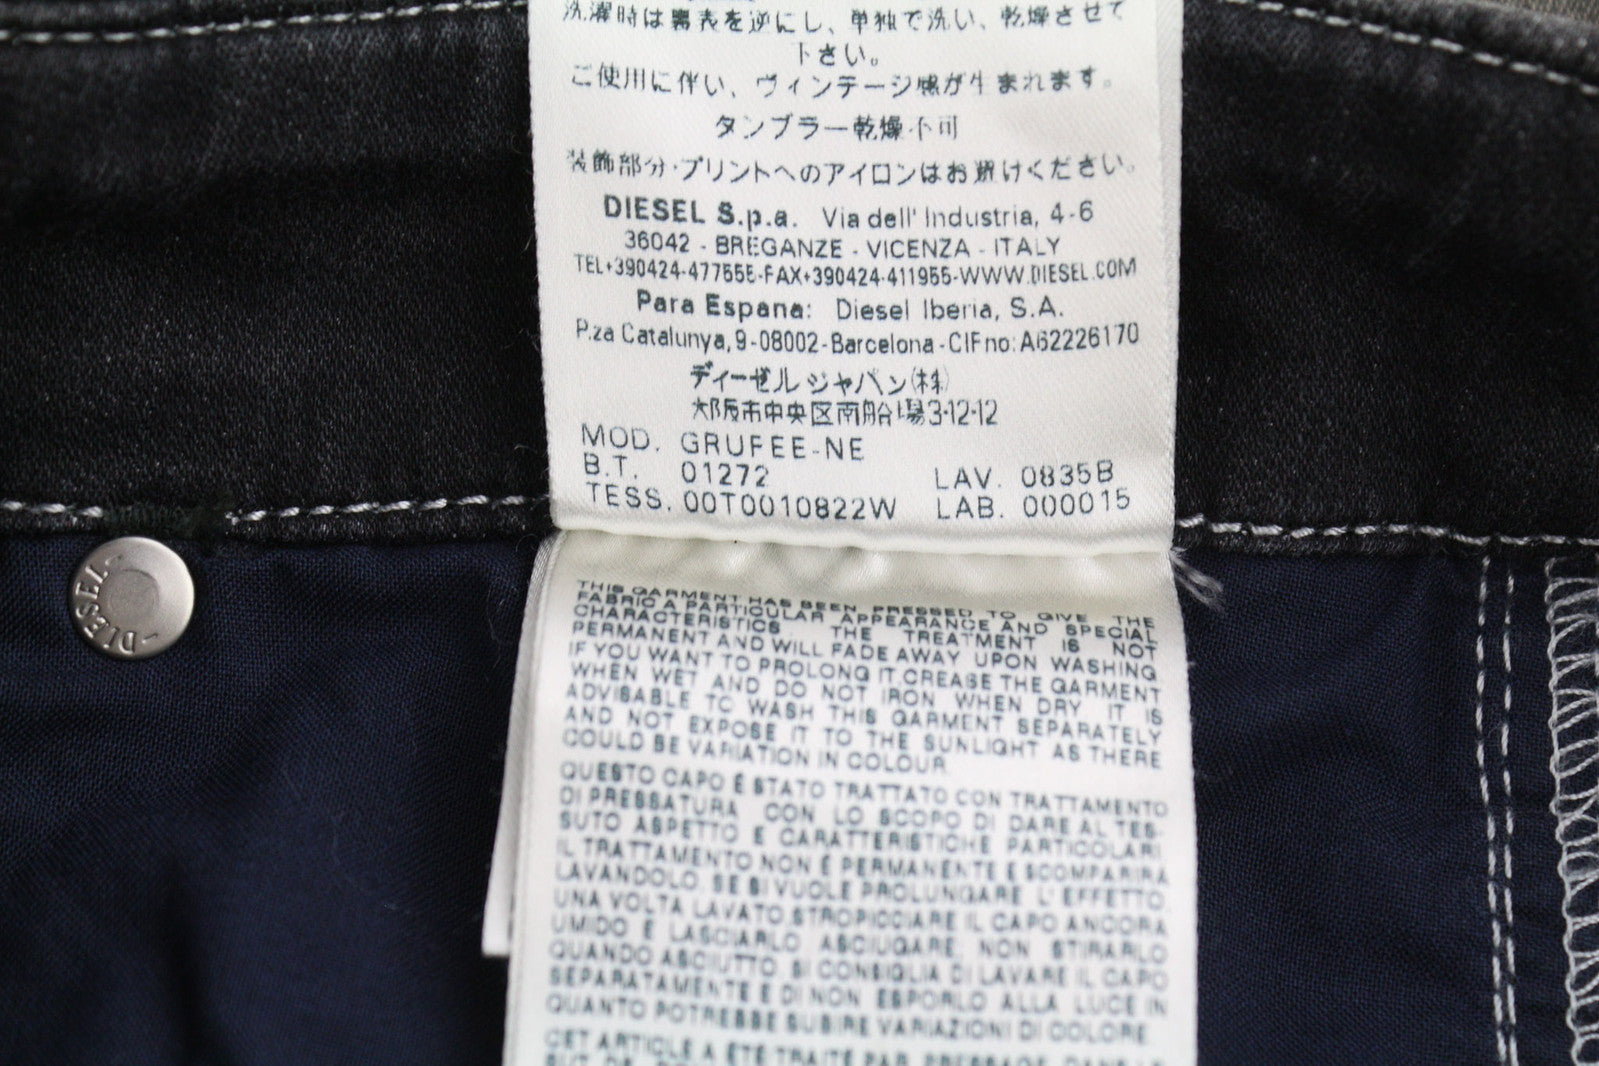 洗濯時は裏表を逆にし、単独で洗い、乾燥させて
下さい。
ご使用に伴い、ヴィンテージ感が生まれます。
タンブラー乾燥不可
装飾部分・プリントへのアイロンはお避けください。
DIESEL S.p.a. Via dell' Industria, 4-6
36042 - BREGANZE - VICENZA - ITALY
TEL+390424-477555-FAX+390424-411955-WWW.DIESEL.COM
Para Espana: Diesel Iberia, S.A.
P.za Catalunya, 9-08002-Barcelona-CIF no: A62226170
ディーゼル ジャパン(株)
大阪市中央区南船場3-12-12
MOD. GRUPEE-NE
B.T. 01272 LAV. 0835B
TESS. 00T0010822W LAB. 000015
DIESEL
THIS GARMENT HAS BEEN PRESSED TO GIVE THE
FABRIC A PARTICULAR APPEARANCE AND SPECIAL
CHARACTERISTICS THE TREATMENT IS NOT
PERMANENT AND WILL FADE AWAY UPON WASHING
IF YOU WANT TO PROLONG IT, CREASE THE GARMENT
WHEN WET AND DO NOT IRON WHEN DRY IT IS
ADVISABLE TO WASH THIS GARMENT SEPARATELY
AND NOT EXPOSE IT TO THE SUNLIGHT AS THERE
COULD BE VARIATION IN COLOUR
QUESTO CAPO È STATO TRATTATO CON TRATTAMENTO
DI PRESSATURA CON LO SCOPO DI DARE AL TES-
SUTO ASPETTO E CARATTERISTICHE PARTICOLARI.
IL TRATTAMENTO NON È PERMANENTE E SCOMPARIRA
LAVANDOLO. SE SI VUOLE PROLUNGARE L'EFFETTO,
UNA VOLTA LAVATO STROPICCIARE IL CAPO ANCORA
UMIDO E LASCIARLO ASCIUGARE; NON STIRARLO
QUANDO ASCIUTTO. SI CONSIGLIA DI LAVARE IL CAPO
SEPARATAMENTE E DI NON ESPORLO ALLA LUCE IN
QUANTO POTREBBE SUBIRE VARIAZIONI DI COLORE
CET ARTICLE A ÉTÉ TRAITÉ PAR PRESSAGE DANS LE
BUT DE